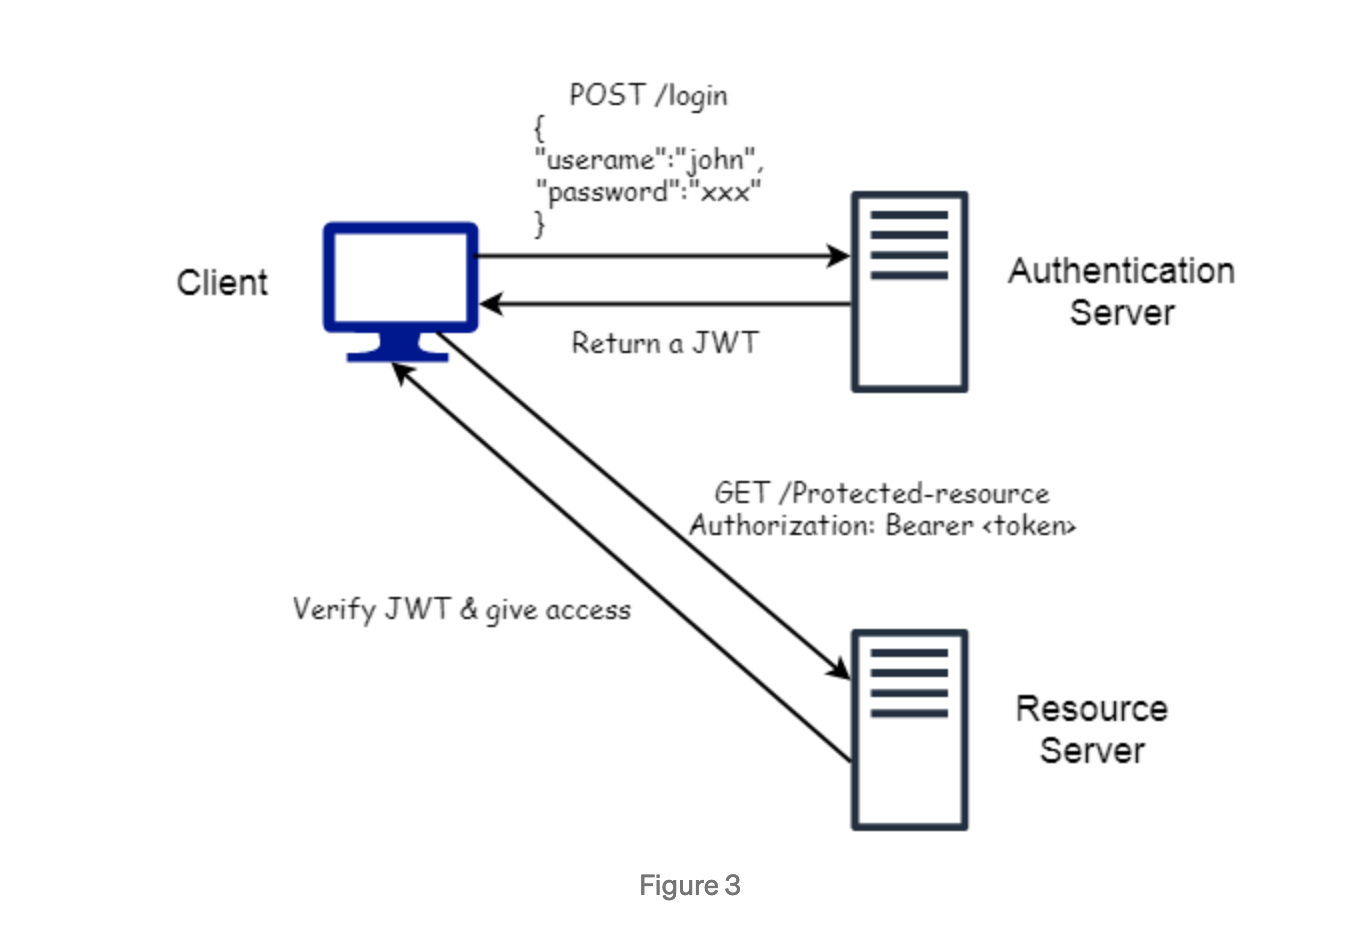 POST /login
{
"userame":"john",
"password":"xxx"
}
Client
Authentication
Server
Return a JWT
GET /Protected-resource
Authorization: Bearer <token>
Verify JWT & give access
Resource
Server
Figure 3